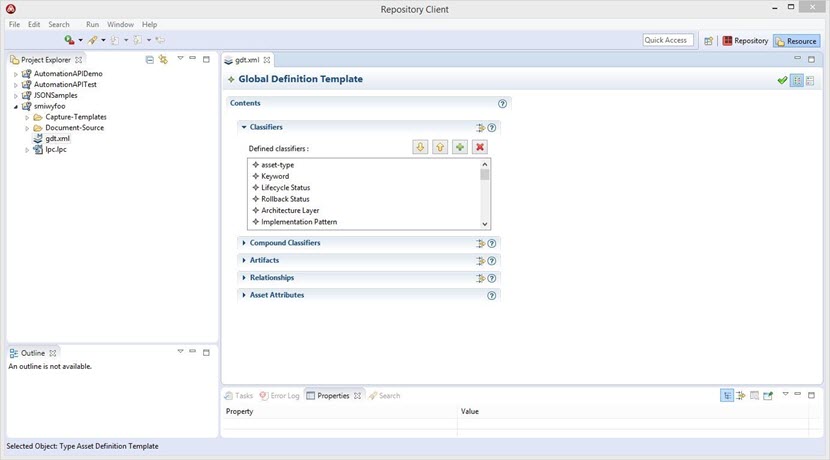 Repository Client
File Edit Search Run Window Help
Quick Access Repository Resource
Project Explorer
AutomationAPIDemo
AutomationAPITest
JSONSamples
smiwyfoo
Capture-Templates
Document-Source
gdt.xml
lpc.lpc
gdt.xml
Global Definition Template
Contents
Classifiers
Defined classifiers :
asset-type
Keyword
Lifecycle Status
Rollback Status
Architecture Layer
Implementation Pattern
Compound Classifiers
Artifacts
Relationships
Asset Attributes
Outline
An outline is not available.
Tasks Error Log Properties Search
Property Value
Selected Object: Type Asset Definition Template